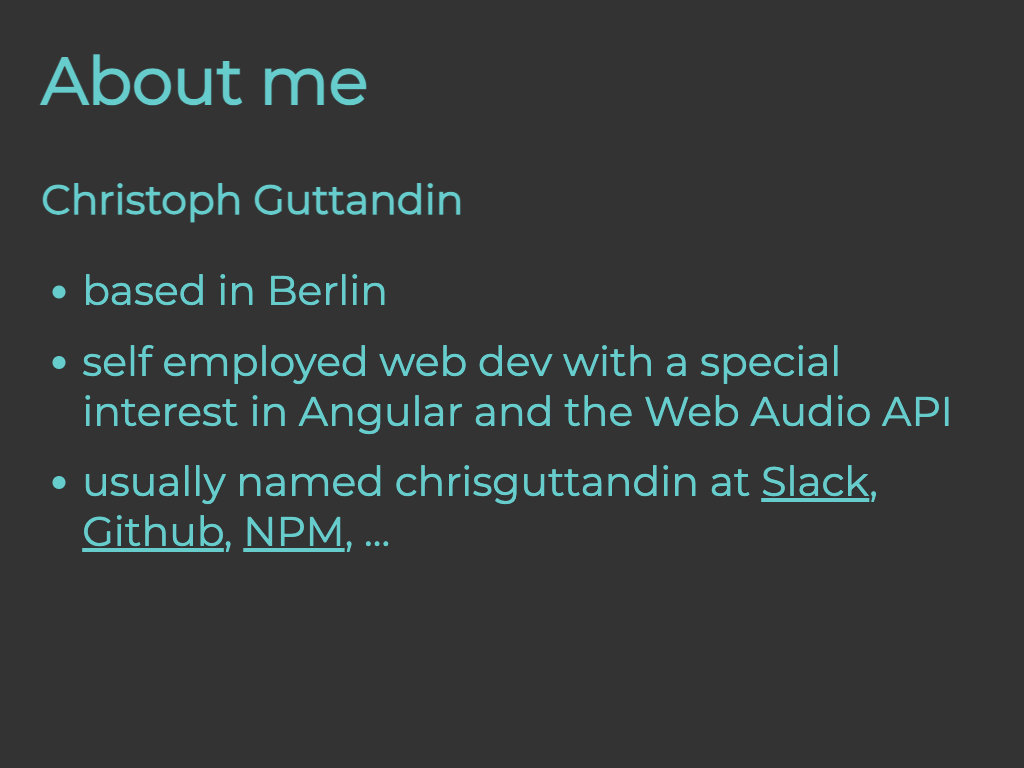 About me
Christoph Guttandin
• based in Berlin
• self employed web dev with a special
interest in Angular and the Web Audio API
• usually named chrisguttandin at Slack,
Github, NPM, ...